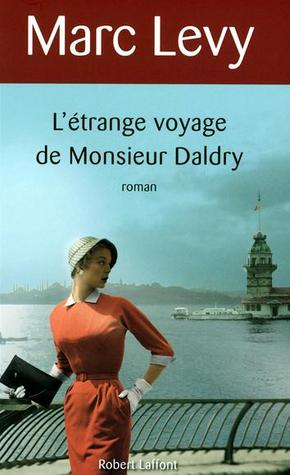 Marc Levy
L'étrange voyage
de Monsieur Daldry
roman
Robert Laffont